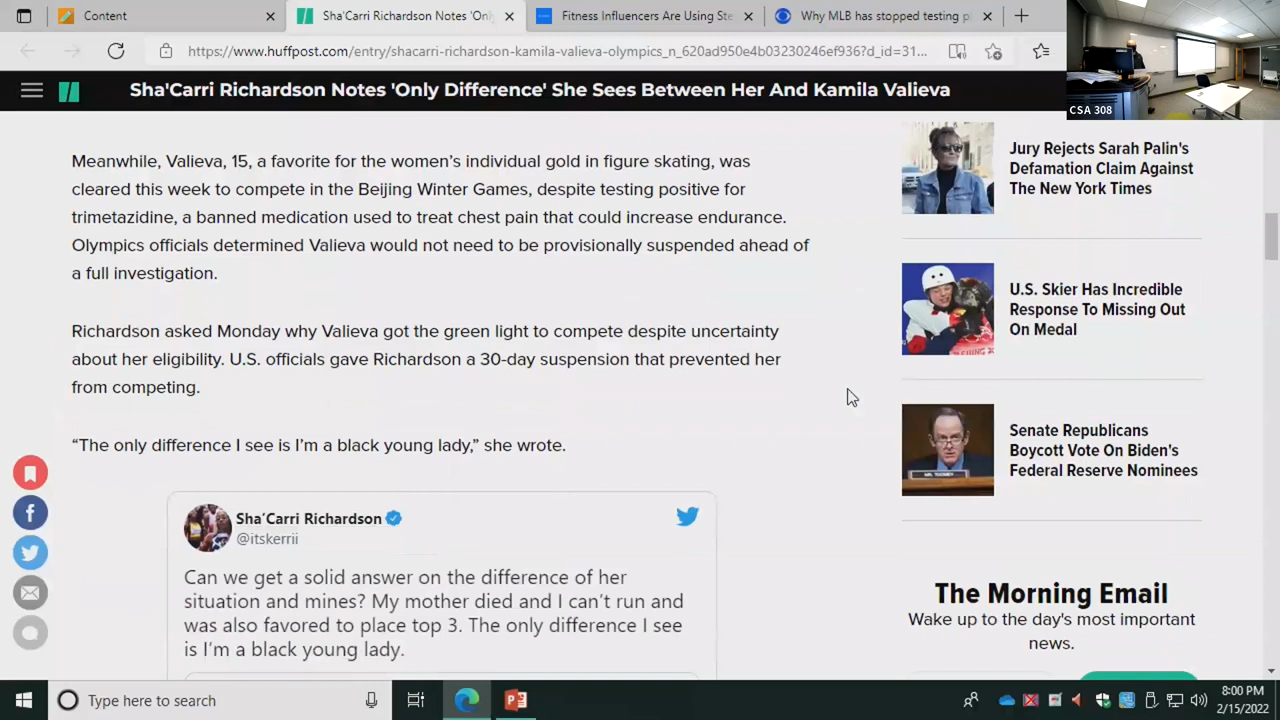 Content
Sha'Carri Richardson Notes 'Only
Fitness Influencers Are Using Ste
Why MLB has stopped testing p
https://www.huffpost.com/entry/shacarri-richardson-kamila-valieva-olympics_n_620ad950e4b03230246ef936?d_id=31...
CSA 308
Sha'Carri Richardson Notes 'Only Difference' She Sees Between Her And Kamila Valieva
Meanwhile, Valieva, 15, a favorite for the women's individual gold in figure skating, was
cleared this week to compete in the Beijing Winter Games, despite testing positive for
trimetazidine, a banned medication used to treat chest pain that could increase endurance.
Olympics officials determined Valieva would not need to be provisionally suspended ahead of
a full investigation.
Richardson asked Monday why Valieva got the green light to compete despite uncertainty
about her eligibility. U.S. officials gave Richardson a 30-day suspension that prevented her
from competing.
“The only difference I see is I'm a black young lady,” she wrote.
Sha'Carri Richardson
@itskerrii
Can we get a solid answer on the difference of her
situation and mines? My mother died and I can't run and
was also favored to place top 3. The only difference I see
is I'm a black young lady.
Jury Rejects Sarah Palin's
Defamation Claim Against
The New York Times
U.S. Skier Has Incredible
Response To Missing Out
On Medal
Senate Republicans
Boycott Vote On Biden's
Federal Reserve Nominees
The Morning Email
Wake up to the day's most important
news.
Type here to search
8:00 PM
2/15/2022